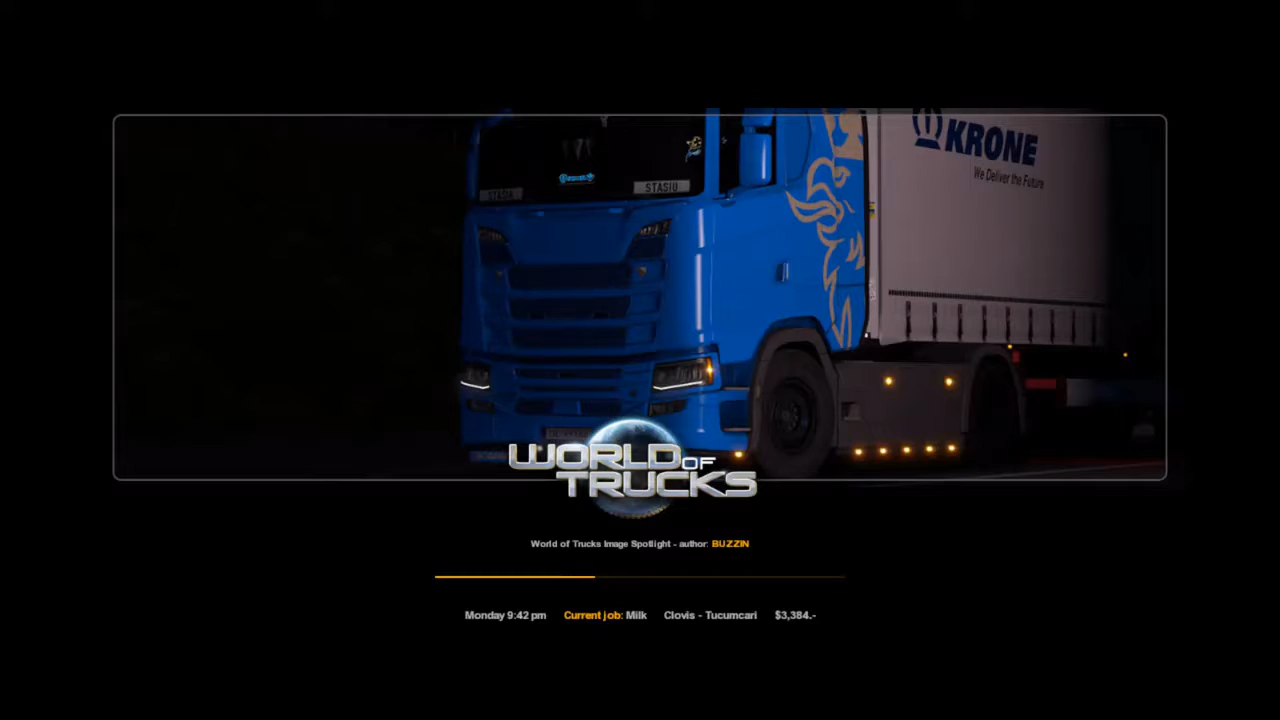 KRONE
We Deliver the Future
STASIU
WORLD OF
TRUCKS
World of Trucks Image Spotlight - author: BUZZIN
Monday 9:42 pm Current job: Milk Clovis - Tucumcari $3,384.-